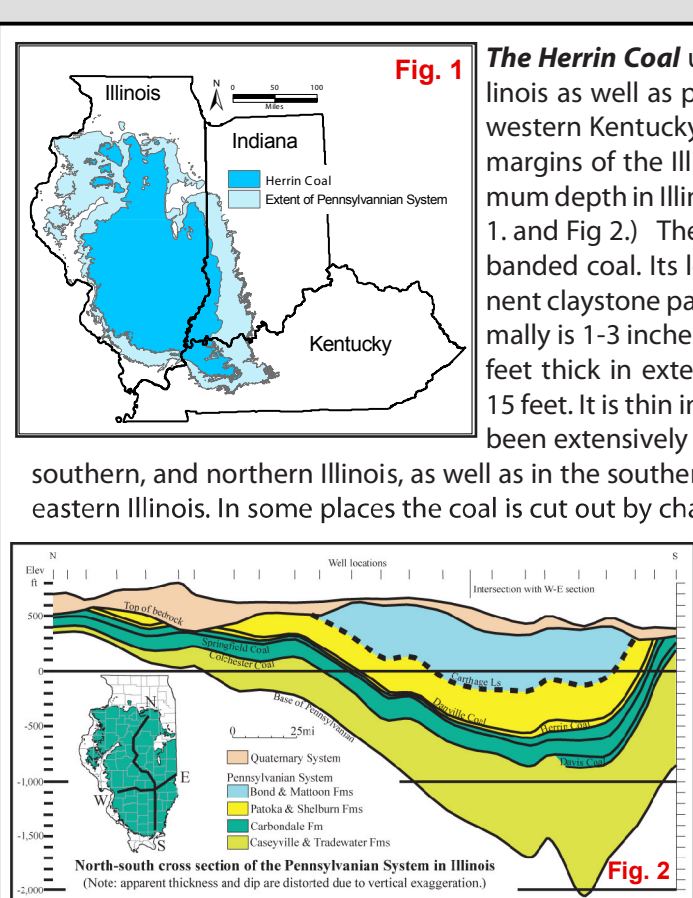 Fig. 1
Illinois
N
0 50 100
Miles
Indiana
Herrin Coal
Extent of Pennsylvannian System
Kentucky
The Herrin Coal u
linois as well as p
western Kentucky
margins of the Ill
mum depth in Illin
1. and Fig 2.) The
banded coal. Its l
nent claystone pa
mally is 1-3 inche
feet thick in exte
15 feet. It is thin in
been extensively
southern, and northern Illinois, as well as in the souther
eastern Illinois. In some places the coal is cut out by cha
N
S
Elev
ft
Well locations
Intersection with W-E section
500
0
-500
-1,000
-1,500
-2,000
Top of bedrock
Springfield Coal
Colchester Coal
Base of Pennsylvanian
Carthage Ls
Danville Coal
Herrin Coal
Davis Coal
N
E
W
S
0 25mi
Quaternary System
Pennsylvanian System
Bond & Mattoon Fms
Patoka & Shelburn Fms
Carbondale Fm
Caseyville & Tradewater Fms
North-south cross section of the Pennsylvanian System in Illinois
(Note: apparent thickness and dip are distorted due to vertical exaggeration.)
Fig. 2